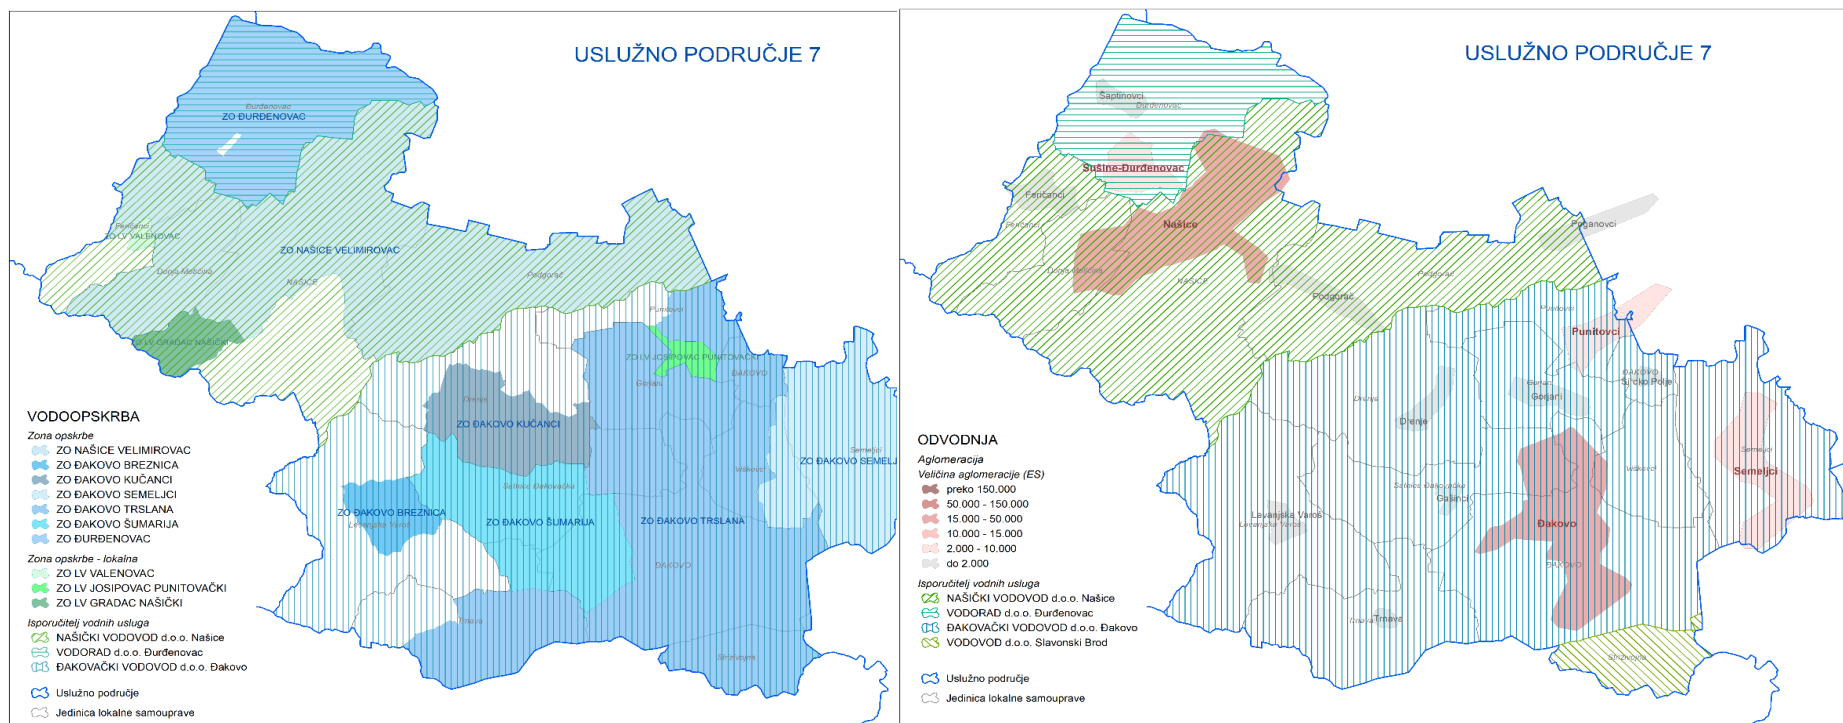 USLUŽNO PODRUČJE 7
Đurđenovac
ZO ĐURĐENOVAC
Feričanci
ZO LV VALENOVAC
ZO NAŠICE VELIMIROVAC
Donja Motičina
NAŠICE
Podgorač
Punitovci
ZO LV GRADAC NAŠIČKI
ZO LV JOSIPOVAC PUNITOVAČKI
ĐAKOVO
Gorjani
Drenje
ZO ĐAKOVO KUČANCI
Semeljci
ZO ĐAKOVO SEMELJ
Viškovci
Satnica Đakovačka
ZO ĐAKOVO BREZNICA
Levanjska Varoš
ZO ĐAKOVO ŠUMARIJA
ZO ĐAKOVO TRSLANA
ĐAKOVO
Trnava
Strizivojna
VODOOPSKRBA
Zona opskrbe
ZO NAŠICE VELIMIROVAC
ZO ĐAKOVO BREZNICA
ZO ĐAKOVO KUČANCI
ZO ĐAKOVO SEMELJCI
ZO ĐAKOVO TRSLANA
ZO ĐAKOVO ŠUMARIJA
ZO ĐURĐENOVAC
Zona opskrbe - lokalna
ZO LV VALENOVAC
ZO LV JOSIPOVAC PUNITOVAČKI
ZO LV GRADAC NAŠIČKI
Isporučitelj vodnih usluga
NAŠIČKI VODOVOD d.o.o. Našice
VODORAD d.o.o. Đurđenovac
ĐAKOVAČKI VODOVOD d.o.o. Đakovo
Uslužno područje
Jedinica lokalne samouprave
USLUŽNO PODRUČJE 7
Šaptinovci
Đurđenovac
Sušine-Đurđenovac
Feričanci
Feričanci
Našice
Poganovci
Donja Motičina
NAŠICE
Podgorač
Podgorač
Punitovci
Punitovci
ĐAKOVO
Široko Polje
Gorjani
Gorjani
Drenje
Drenje
Semeljci
Semeljci
Viškovci
Satnica Đakovačka
Gašinci
Levanjska Varoš
Levanjska Varoš
Đakovo
ĐAKOVO
Trnava
Trnava
Strizivojna
ODVODNJA
Aglomeracija
Veličina aglomeracije (ES)
preko 150.000
50.000 - 150.000
15.000 - 50.000
10.000 - 15.000
2.000 - 10.000
do 2.000
Isporučitelj vodnih usluga
NAŠIČKI VODOVOD d.o.o. Našice
VODORAD d.o.o. Đurđenovac
ĐAKOVAČKI VODOVOD d.o.o. Đakovo
VODOVOD d.o.o. Slavonski Brod
Uslužno područje
Jedinica lokalne samouprave